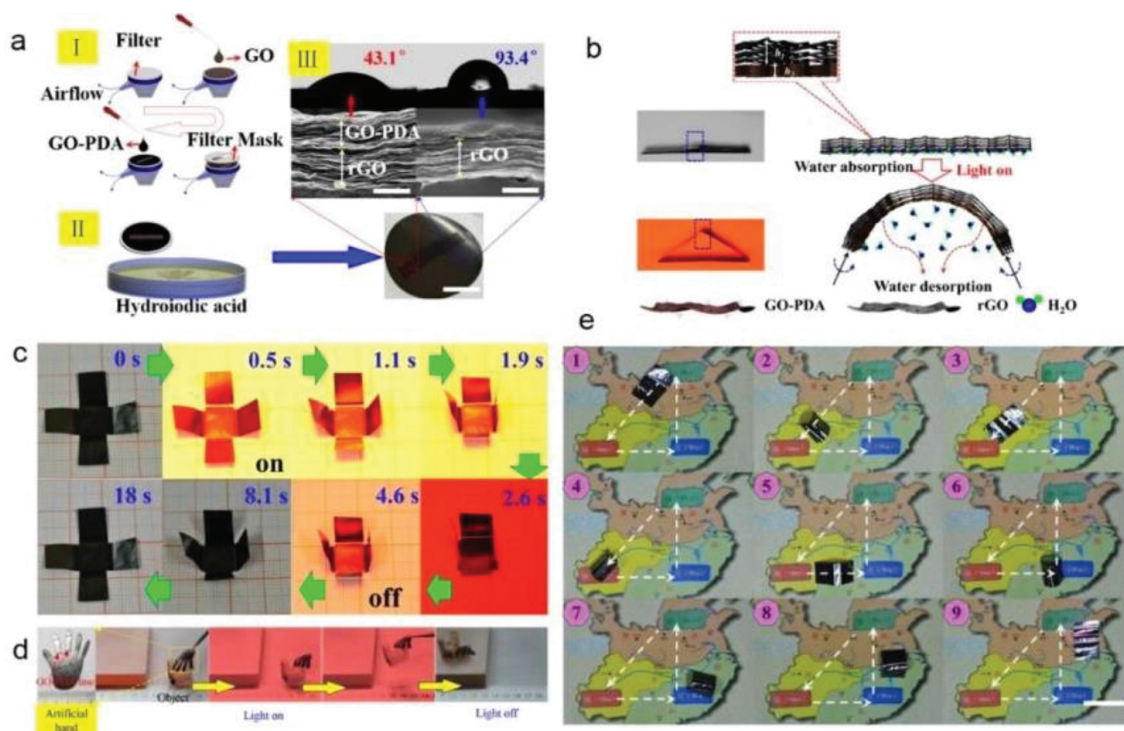 a
I
Filter
GO
Airflow
GO-PDA
Filter Mask
II
Hydroiodic acid
III
43.1°
93.4°
GO-PDA
rGO
rGO
b
Water absorption
Light on
Water desorption
GO-PDA
rGO
H₂O
c
0 s
0.5 s
1.1 s
1.9 s
on
18 s
8.1 s
4.6 s
2.6 s
off
d
Object
Artificial
hand
Light on
Light off
e
1
2
3
4
5
6
7
8
9